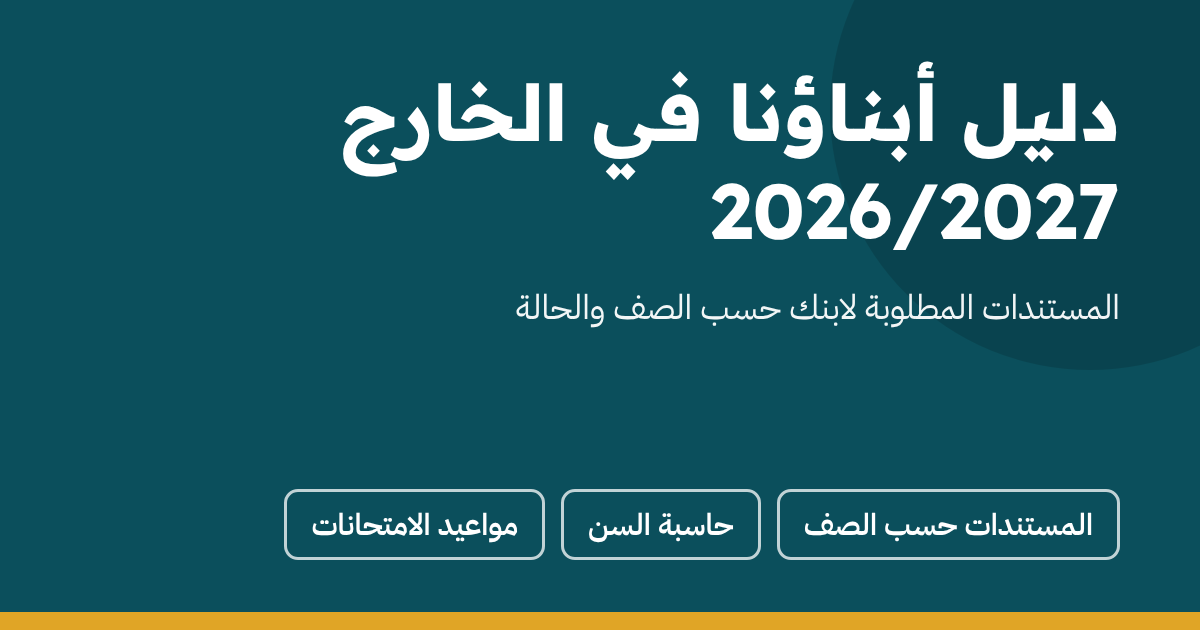 دليل أبناؤنا في الخارج
2026/2027
المستندات المطلوبة لابنك حسب الصف والحالة
المستندات حسب الصف
حاسبة السن
مواعيد الامتحانات